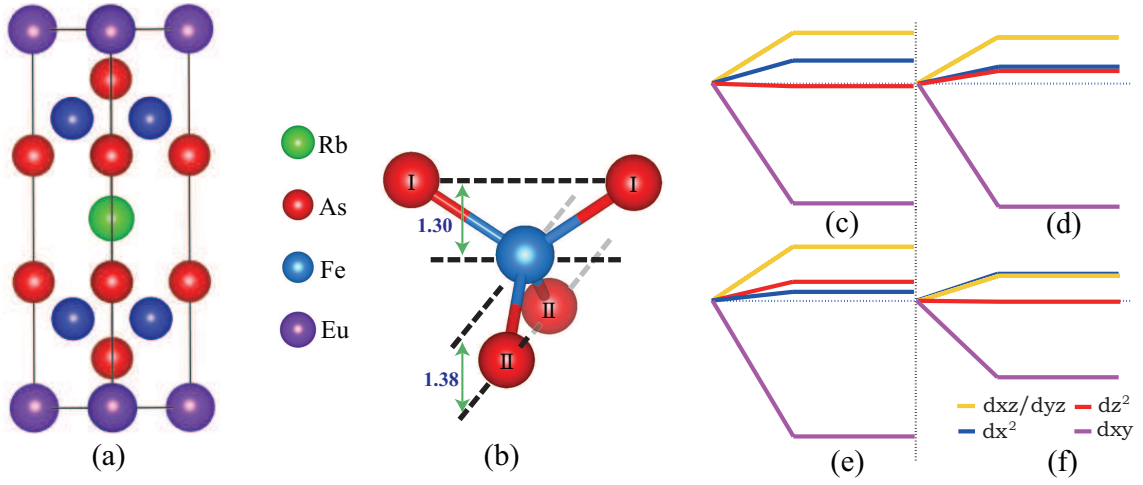 Rb
As
Fe
Eu
(a)
I
I
1.30
II
II
1.38
(b)
(c)
(d)
(e)
(f)
dxz/dyz
dz²
dx²
dxy